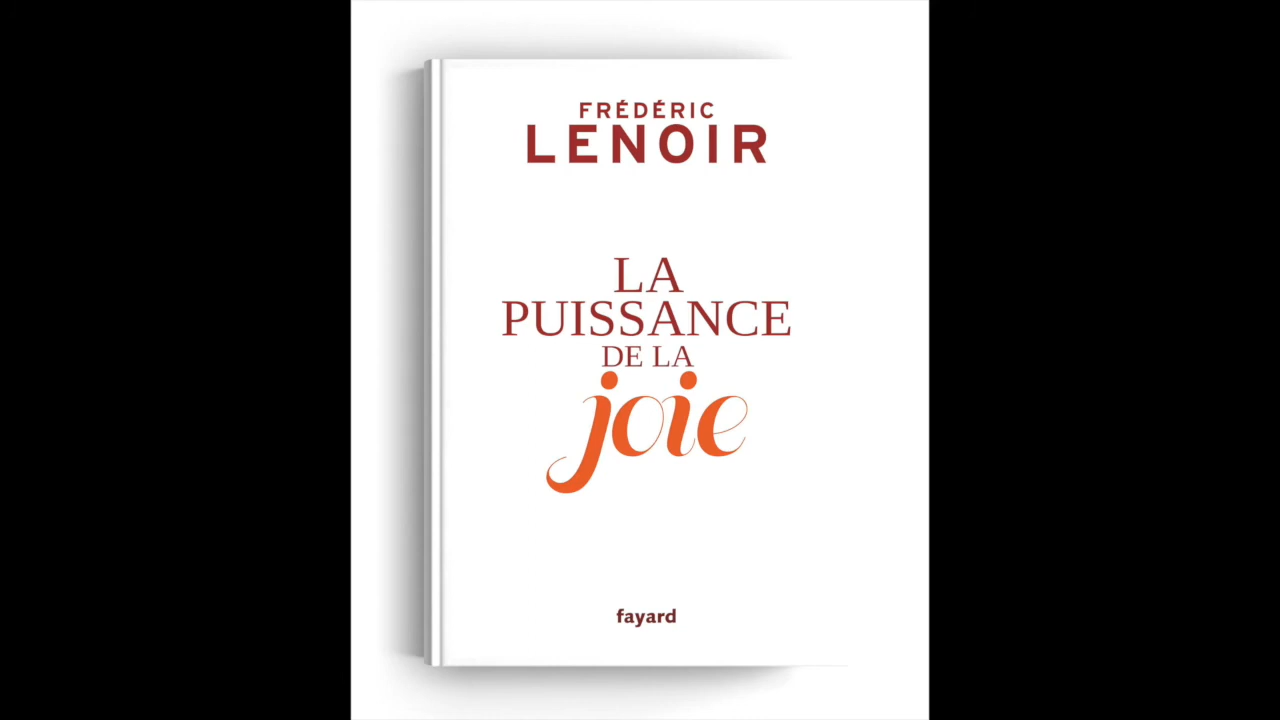 FRÉDÉRIC
LENOIR
LA
PUISSANCE
DE LA
joie
fayard